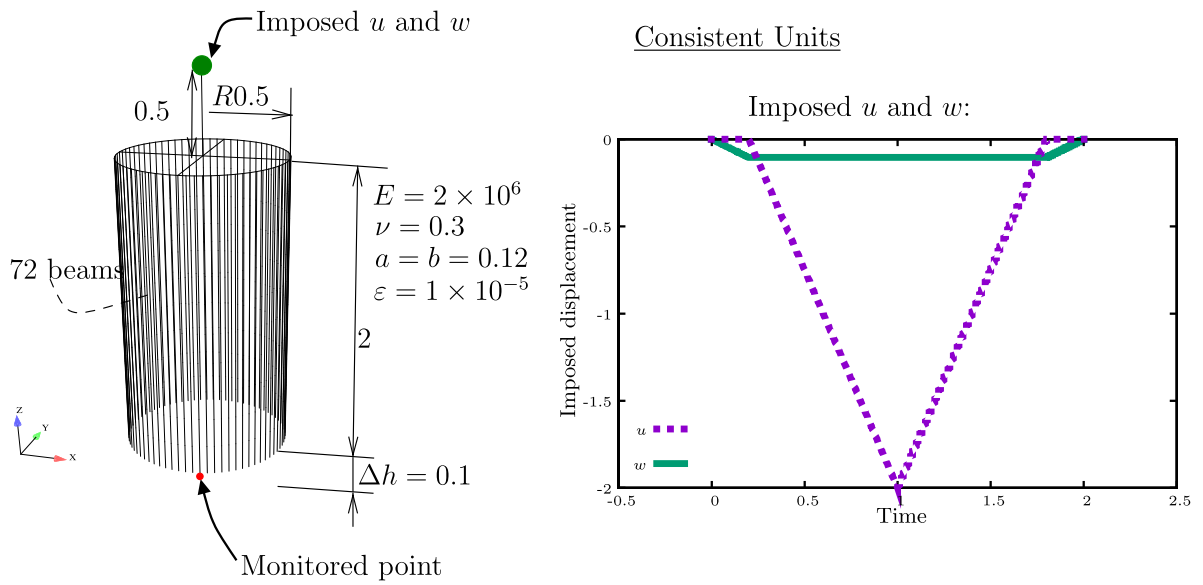 Imposed u and w
0.5
R0.5
E = 2 × 10⁶
ν = 0.3
a = b = 0.12
ε = 1 × 10⁻⁵
72 beams
2
Z
Y
X
Δh = 0.1
Monitored point
Consistent Units
Imposed u and w:
Imposed displacement
0
-0.5
-1
-1.5
-2
u
w
-0.5
0
0.5
1
1.5
2
2.5
Time